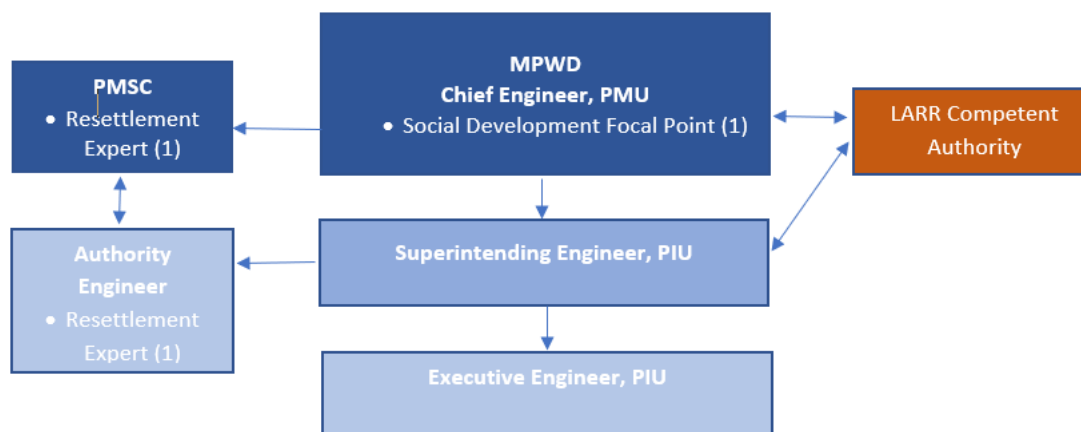 PMSC
• Resettlement
Expert (1)
MPWD
Chief Engineer, PMU
• Social Development Focal Point (1)
LARR Competent
Authority
Authority
Engineer
• Resettlement
Expert (1)
Superintending Engineer, PIU
Executive Engineer, PIU